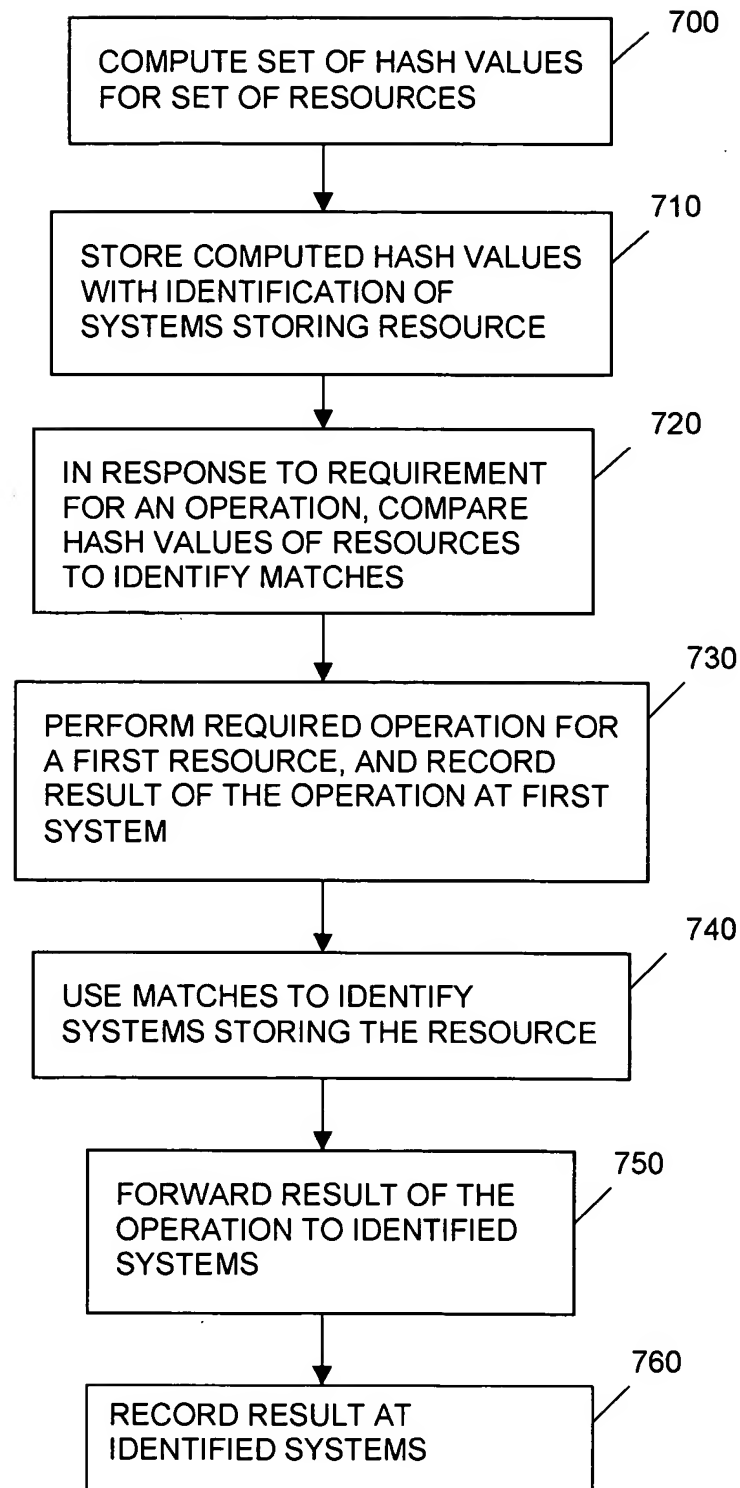 700
COMPUTE SET OF HASH VALUES
FOR SET OF RESOURCES
710
STORE COMPUTED HASH VALUES
WITH IDENTIFICATION OF
SYSTEMS STORING RESOURCE
720
IN RESPONSE TO REQUIREMENT
FOR AN OPERATION, COMPARE
HASH VALUES OF RESOURCES
TO IDENTIFY MATCHES
730
PERFORM REQUIRED OPERATION FOR
A FIRST RESOURCE, AND RECORD
RESULT OF THE OPERATION AT FIRST
SYSTEM
740
USE MATCHES TO IDENTIFY
SYSTEMS STORING THE RESOURCE
750
FORWARD RESULT OF THE
OPERATION TO IDENTIFIED
SYSTEMS
760
RECORD RESULT AT
IDENTIFIED SYSTEMS